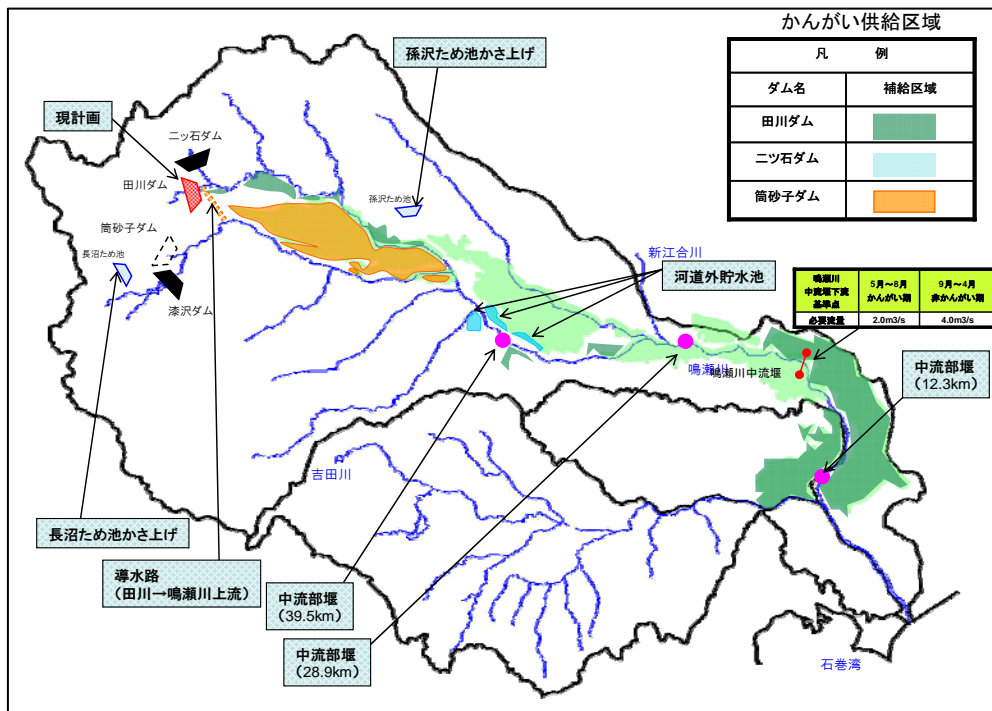 かんがい供給区域
凡 例
ダム名 補給区域
田川ダム
二ツ石ダム
筒砂子ダム
孫沢ため池かさ上げ
現計画
二ツ石ダム
田川ダム
孫沢ため池
筒砂子ダム
長沼ため池
漆沢ダム
新江合川
河道外貯水池
鳴瀬川
中流堰下流
基準点
5月～8月
かんがい期
9月～4月
非かんがい期
必要流量 2.0m3/s 4.0m3/s
鳴瀬川
鳴瀬川中流堰
中流部堰
（12.3km）
吉田川
長沼ため池かさ上げ
導水路
（田川→鳴瀬川上流）
中流部堰
（39.5km）
中流部堰
（28.9km）
石巻湾